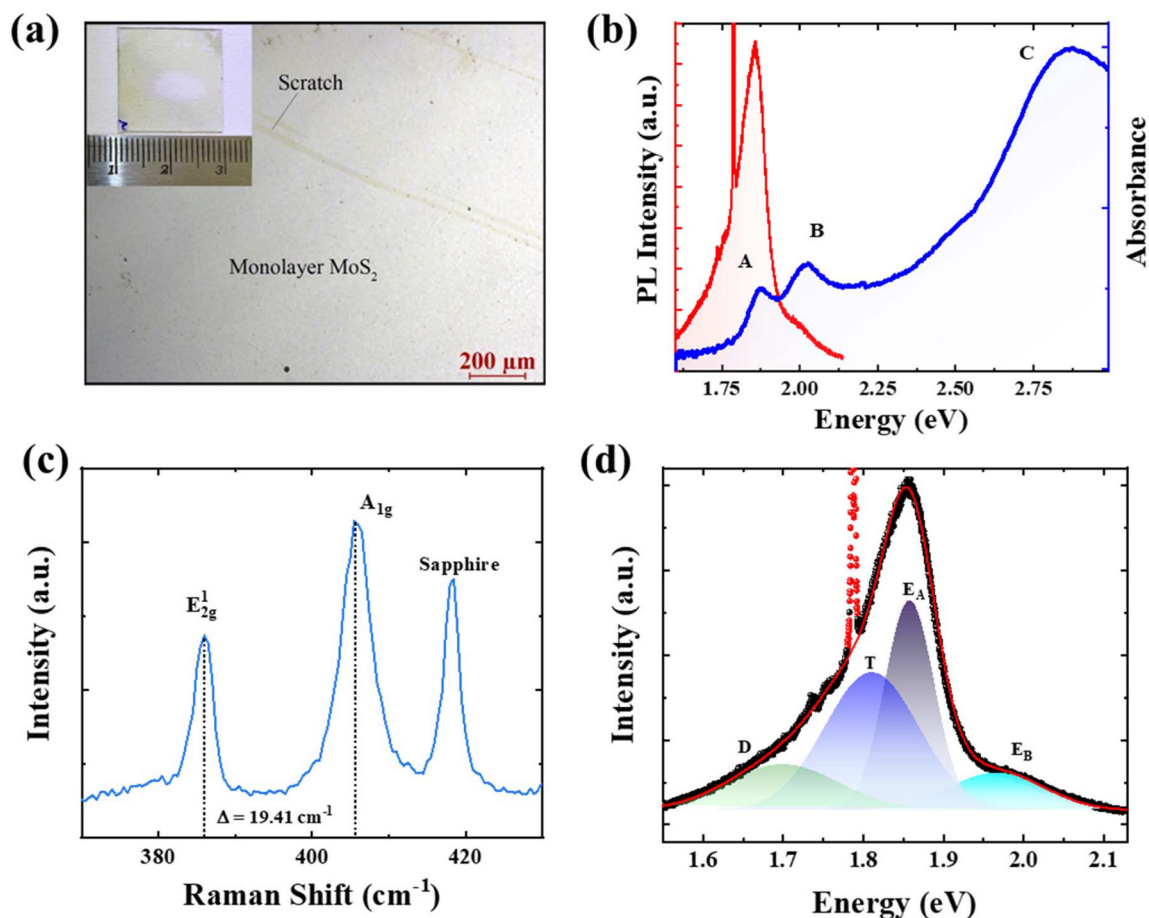 (a)
Scratch
1 2 3
Monolayer MoS₂
200 μm
(b)
PL Intensity (a.u.)
A
B
C
Absorbance
1.75 2.00 2.25 2.50 2.75
Energy (eV)
(c)
Intensity (a.u.)
E¹₂g
A₁g
Sapphire
Δ = 19.41 cm⁻¹
380 400 420
Raman Shift (cm⁻¹)
(d)
Intensity (a.u.)
D
T
E_A
E_B
1.6 1.7 1.8 1.9 2.0 2.1
Energy (eV)